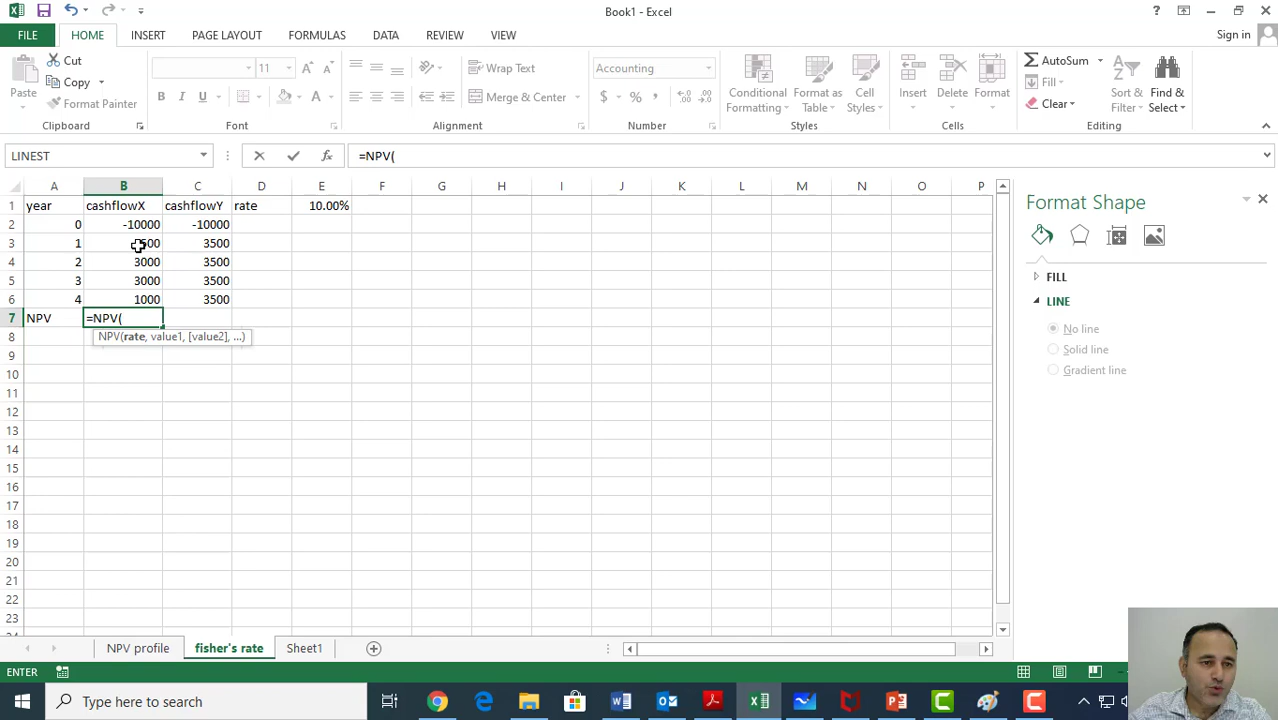 Book1 - Excel
?
FILE HOME INSERT PAGE LAYOUT FORMULAS DATA REVIEW VIEW Sign in
Paste
Cut
Copy
Format Painter
Clipboard
11
A A
B I U A
Font
Wrap Text
Merge & Center
Alignment
Accounting
$ % ,
Number
Conditional Formatting
Format as Table
Cell Styles
Styles
Insert Delete Format
Cells
AutoSum
Fill
Clear
Sort & Filter
Find & Select
Editing
LINEST fx =NPV(
A B C D E F G H I J K L M N O P
1 year cashflowX cashflowY rate 10.00%
2 0 -10000 -10000
3 1 500 3500
4 2 3000 3500
5 3 3000 3500
6 4 1000 3500
7 NPV =NPV(
8 NPV(rate, value1, [value2], ...)
9
10
11
12
13
14
15
16
17
18
19
20
21
22
23
Format Shape
FILL
LINE
No line
Solid line
Gradient line
NPV profile fisher's rate Sheet1
ENTER
Type here to search